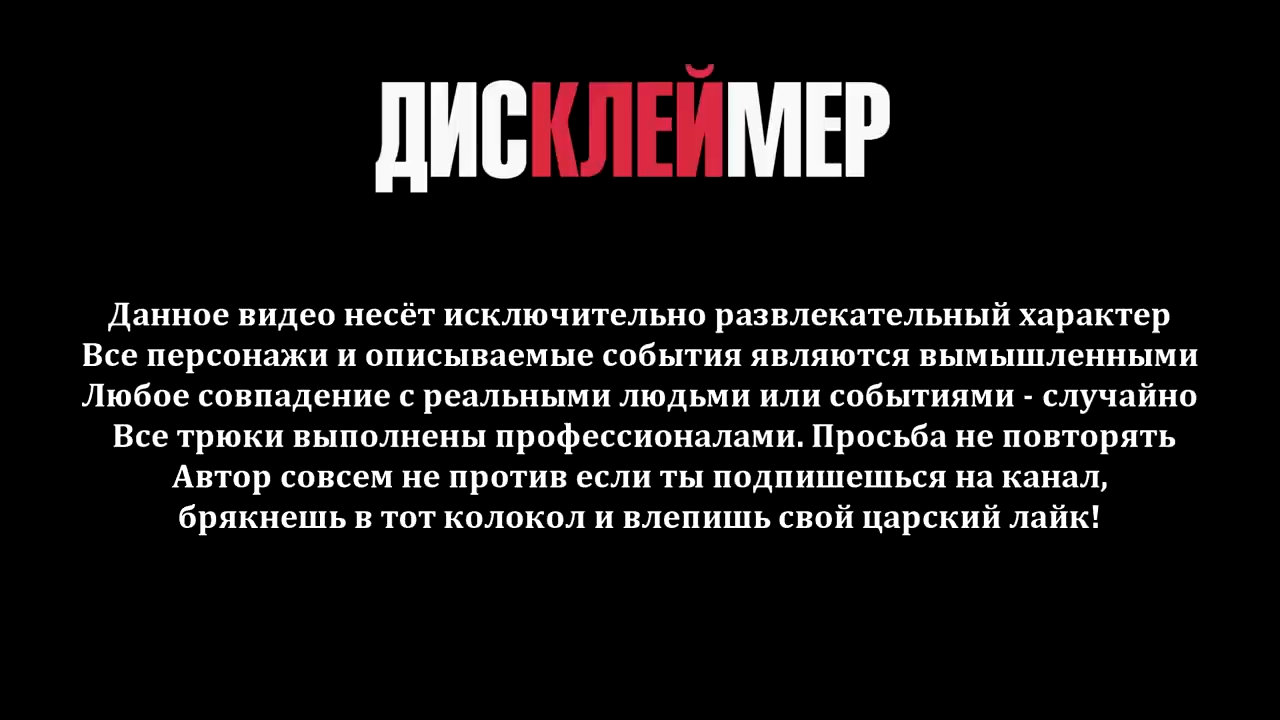 ДИСКЛЕЙМЕР
Данное видео несёт исключительно развлекательный характер
Все персонажи и описываемые события являются вымышленными
Любое совпадение с реальными людьми или событиями - случайно
Все трюки выполнены профессионалами. Просьба не повторять
Автор совсем не против если ты подпишешься на канал,
брякнешь в тот колокол и влепишь свой царский лайк!